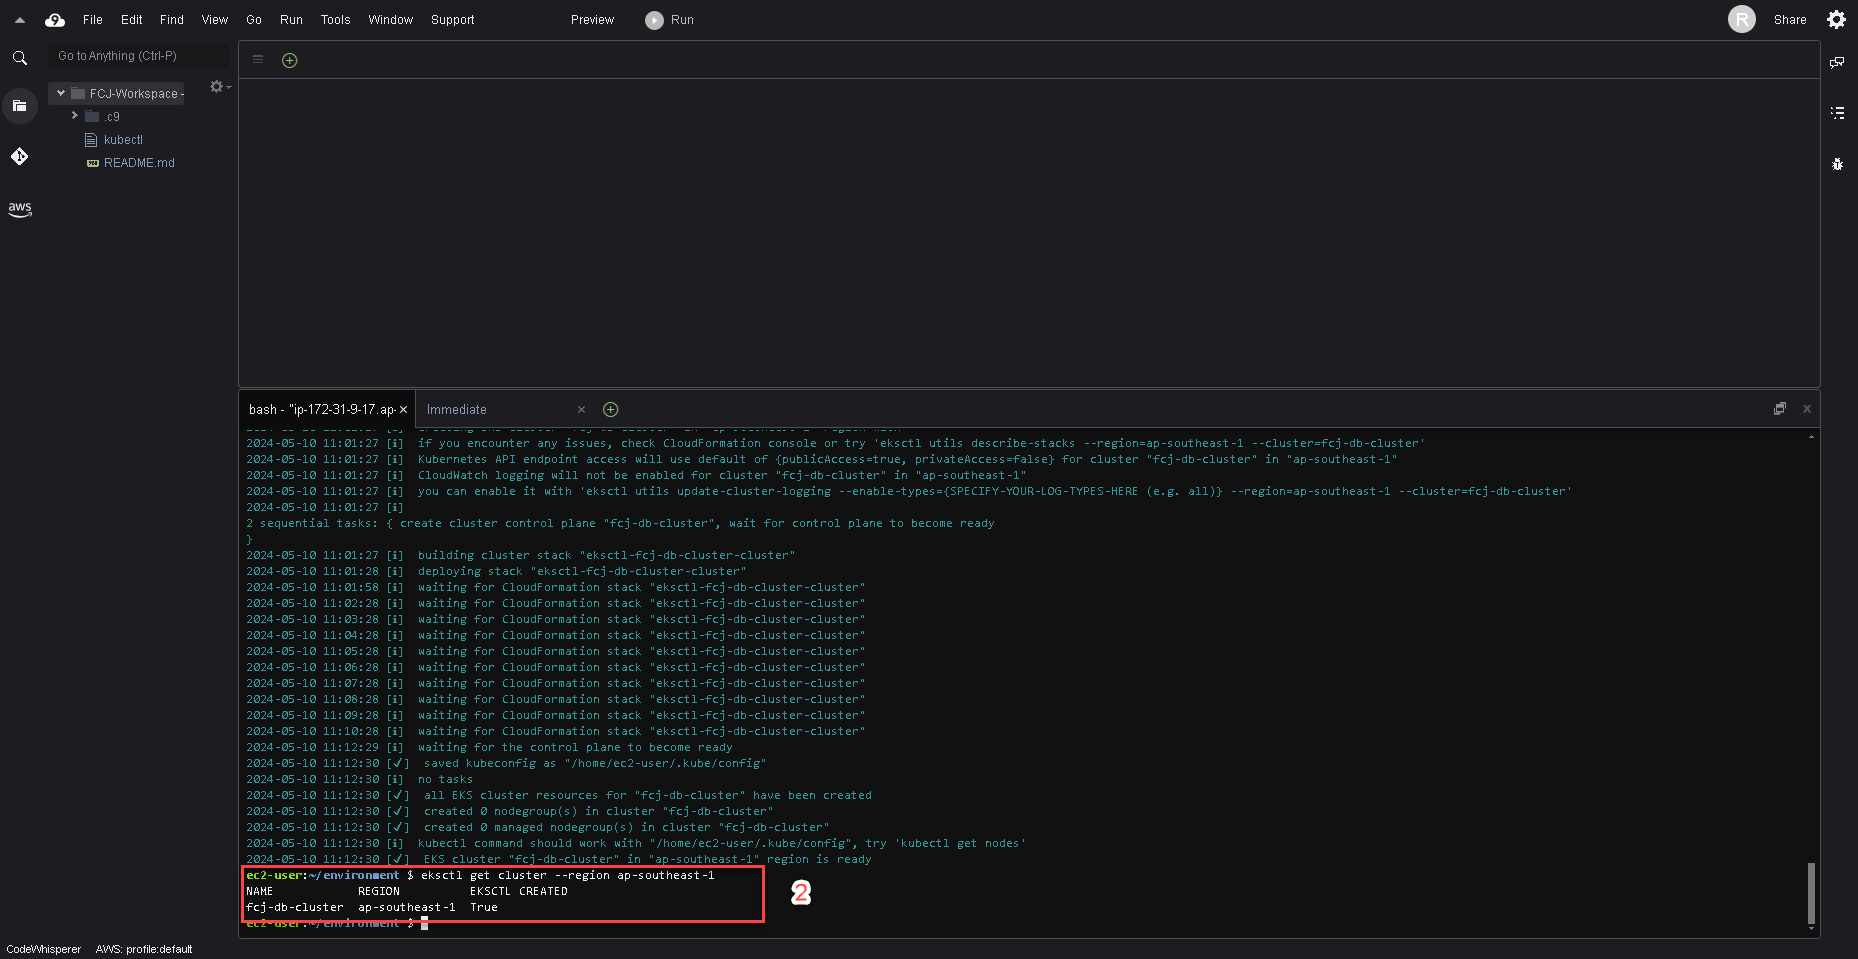 File Edit Find View Go Run Tools Window Support Preview Run R Share
Go to Anything (Ctrl-P)
FCJ-Workspace -
.c9
kubectl
README.md
aws
bash - "ip-172-31-9-17.ap- Immediate
2024-05-10 11:01:27 [i] if you encounter any issues, check CloudFormation console or try 'eksctl utils describe-stacks --region=ap-southeast-1 --cluster=fcj-db-cluster'
2024-05-10 11:01:27 [i] Kubernetes API endpoint access will use default of {publicAccess=true, privateAccess=false} for cluster "fcj-db-cluster" in "ap-southeast-1"
2024-05-10 11:01:27 [i] CloudWatch logging will not be enabled for cluster "fcj-db-cluster" in "ap-southeast-1"
2024-05-10 11:01:27 [i] you can enable it with 'eksctl utils update-cluster-logging --enable-types={SPECIFY-YOUR-LOG-TYPES-HERE (e.g. all)} --region=ap-southeast-1 --cluster=fcj-db-cluster'
2024-05-10 11:01:27 [i]
2 sequential tasks: { create cluster control plane "fcj-db-cluster", wait for control plane to become ready
}
2024-05-10 11:01:27 [i] building cluster stack "eksctl-fcj-db-cluster-cluster"
2024-05-10 11:01:28 [i] deploying stack "eksctl-fcj-db-cluster-cluster"
2024-05-10 11:01:58 [i] waiting for CloudFormation stack "eksctl-fcj-db-cluster-cluster"
2024-05-10 11:02:28 [i] waiting for CloudFormation stack "eksctl-fcj-db-cluster-cluster"
2024-05-10 11:03:28 [i] waiting for CloudFormation stack "eksctl-fcj-db-cluster-cluster"
2024-05-10 11:04:28 [i] waiting for CloudFormation stack "eksctl-fcj-db-cluster-cluster"
2024-05-10 11:05:28 [i] waiting for CloudFormation stack "eksctl-fcj-db-cluster-cluster"
2024-05-10 11:06:28 [i] waiting for CloudFormation stack "eksctl-fcj-db-cluster-cluster"
2024-05-10 11:07:28 [i] waiting for CloudFormation stack "eksctl-fcj-db-cluster-cluster"
2024-05-10 11:08:28 [i] waiting for CloudFormation stack "eksctl-fcj-db-cluster-cluster"
2024-05-10 11:09:28 [i] waiting for CloudFormation stack "eksctl-fcj-db-cluster-cluster"
2024-05-10 11:10:28 [i] waiting for CloudFormation stack "eksctl-fcj-db-cluster-cluster"
2024-05-10 11:12:29 [i] waiting for the control plane to become ready
2024-05-10 11:12:30 [✔] saved kubeconfig as "/home/ec2-user/.kube/config"
2024-05-10 11:12:30 [i] no tasks
2024-05-10 11:12:30 [✔] all EKS cluster resources for "fcj-db-cluster" have been created
2024-05-10 11:12:30 [✔] created 0 nodegroup(s) in cluster "fcj-db-cluster"
2024-05-10 11:12:30 [✔] created 0 managed nodegroup(s) in cluster "fcj-db-cluster"
2024-05-10 11:12:30 [i] kubectl command should work with "/home/ec2-user/.kube/config", try 'kubectl get nodes'
2024-05-10 11:12:30 [✔] EKS cluster "fcj-db-cluster" in "ap-southeast-1" region is ready
ec2-user:~/environment $ eksctl get cluster --region ap-southeast-1
NAME REGION EKSCTL CREATED
fcj-db-cluster ap-southeast-1 True
ec2-user:~/environment $
2
CodeWhisperer AWS: profile:default